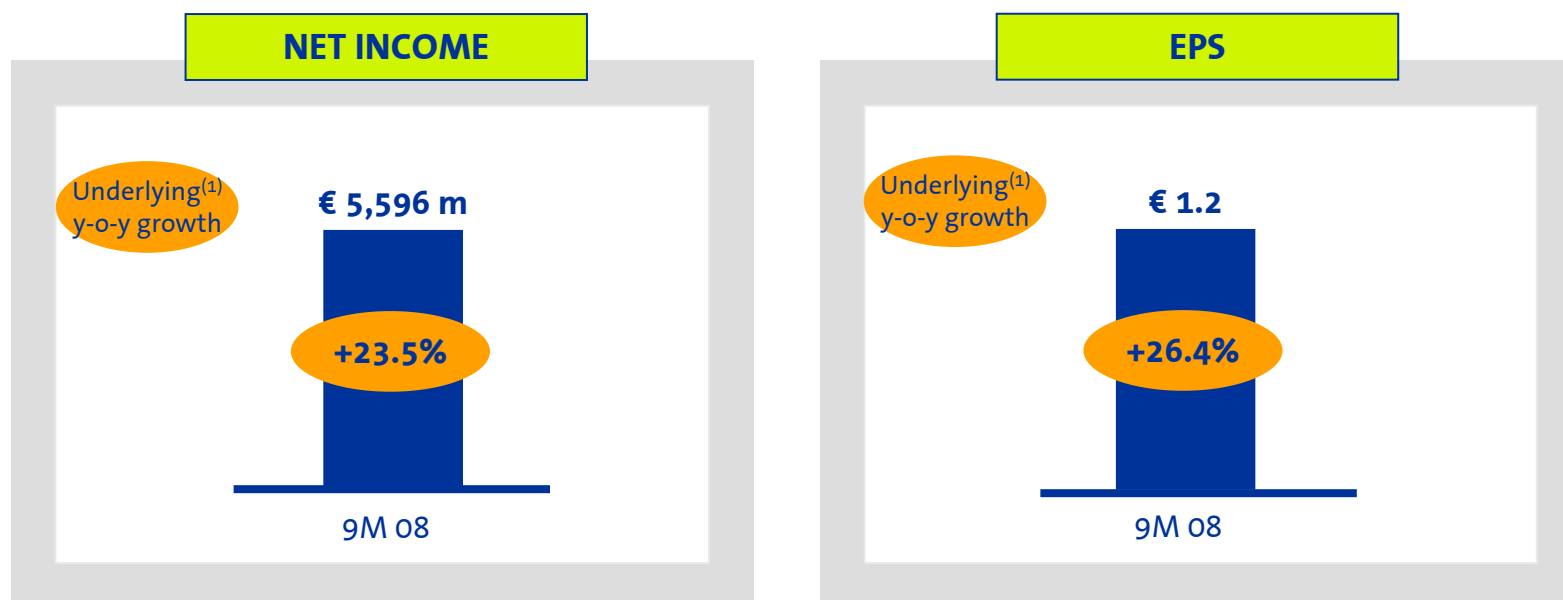 NET INCOME
Underlying(1)
y-o-y growth
€ 5,596 m
+23.5%
9M 08
EPS
Underlying(1)
y-o-y growth
€ 1.2
+26.4%
9M 08